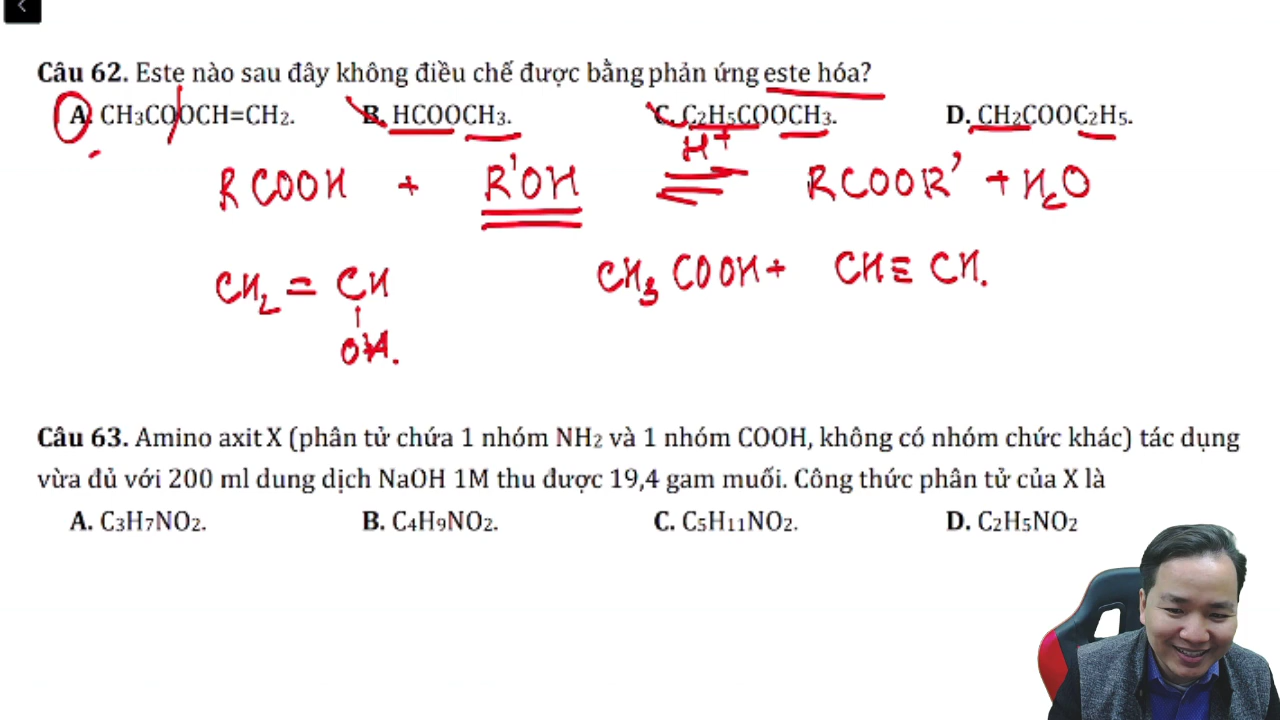 Câu 62. Este nào sau đây không điều chế được bằng phản ứng este hóa?
A. CH3COOCH=CH2. B. HCOOCH3. C. C2H5COOCH3. D. CH2COOC2H5.
H+
RCOOH + R'OH ⇌ RCOOR' + H2O
CH2 = CH CH3COOH + CH≡CH.
OH.
Câu 63. Amino axit X (phân tử chứa 1 nhóm NH2 và 1 nhóm COOH, không có nhóm chức khác) tác dụng
vừa đủ với 200 ml dung dịch NaOH 1M thu được 19,4 gam muối. Công thức phân tử của X là
A. C3H7NO2. B. C4H9NO2. C. C5H11NO2. D. C2H5NO2